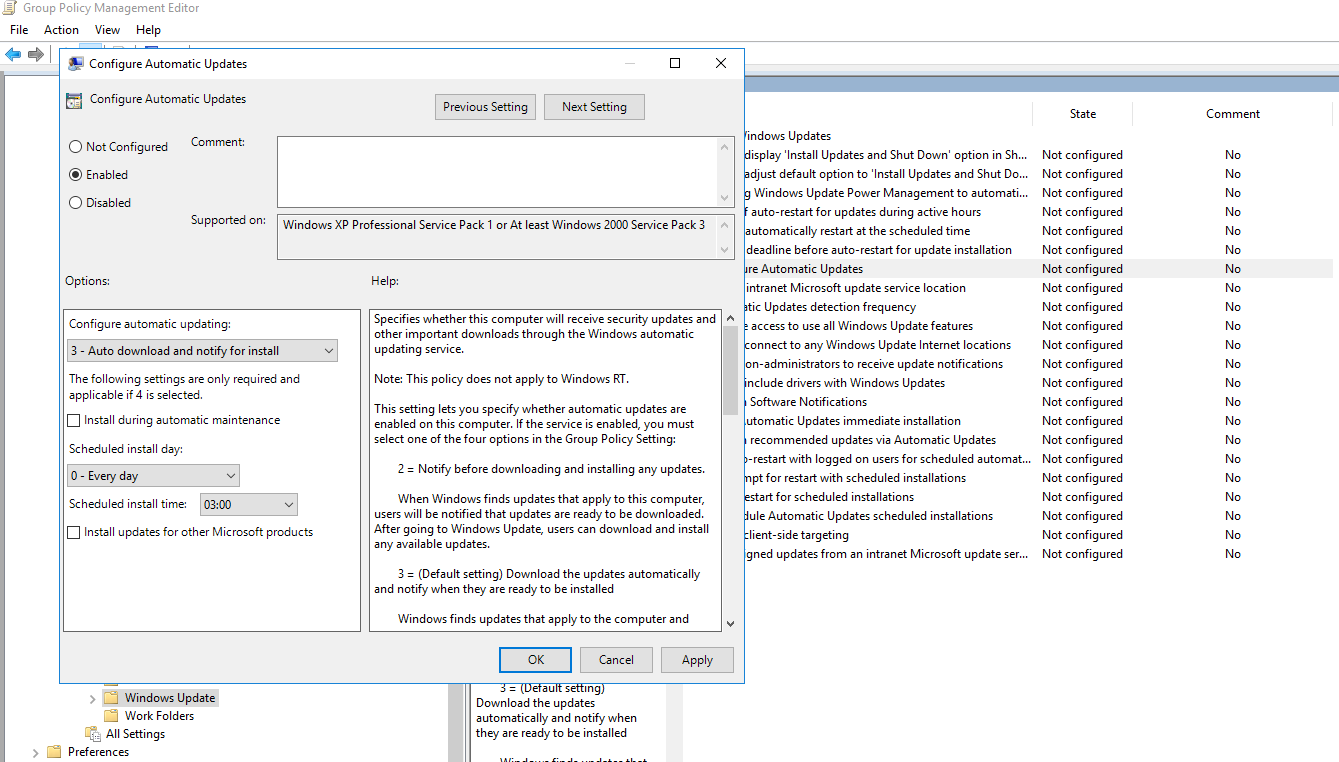 Group Policy Management Editor
File Action View Help
Configure Automatic Updates
Configure Automatic Updates
Previous Setting Next Setting
Not Configured
Enabled
Disabled
Comment:
Supported on:
Windows XP Professional Service Pack 1 or At least Windows 2000 Service Pack 3
Options:
Help:
Configure automatic updating:
3 - Auto download and notify for install
The following settings are only required and
applicable if 4 is selected.
Install during automatic maintenance
Scheduled install day:
0 - Every day
Scheduled install time: 03:00
Install updates for other Microsoft products
Specifies whether this computer will receive security updates and
other important downloads through the Windows automatic
updating service.
Note: This policy does not apply to Windows RT.
This setting lets you specify whether automatic updates are
enabled on this computer. If the service is enabled, you must
select one of the four options in the Group Policy Setting:
2 = Notify before downloading and installing any updates.
When Windows finds updates that apply to this computer,
users will be notified that updates are ready to be downloaded.
After going to Windows Update, users can download and install
any available updates.
3 = (Default setting) Download the updates automatically
and notify when they are ready to be installed
Windows finds updates that apply to the computer and
OK Cancel Apply
State Comment
Windows Updates
display 'Install Updates and Shut Down' option in Sh... Not configured No
adjust default option to 'Install Updates and Shut Do... Not configured No
g Windows Update Power Management to automati... Not configured No
f auto-restart for updates during active hours Not configured No
automatically restart at the scheduled time Not configured No
deadline before auto-restart for update installation Not configured No
ure Automatic Updates Not configured No
intranet Microsoft update service location Not configured No
tic Updates detection frequency Not configured No
e access to use all Windows Update features Not configured No
connect to any Windows Update Internet locations Not configured No
on-administrators to receive update notifications Not configured No
include drivers with Windows Updates Not configured No
n Software Notifications Not configured No
utomatic Updates immediate installation Not configured No
n recommended updates via Automatic Updates Not configured No
o-restart with logged on users for scheduled automat... Not configured No
mpt for restart with scheduled installations Not configured No
estart for scheduled installations Not configured No
dule Automatic Updates scheduled installations Not configured No
client-side targeting Not configured No
gned updates from an intranet Microsoft update ser... Not configured No
Windows Update
Work Folders
All Settings
Preferences
3 = (Default setting)
Download the updates
automatically and notify when
they are ready to be installed
Windows finds updates that